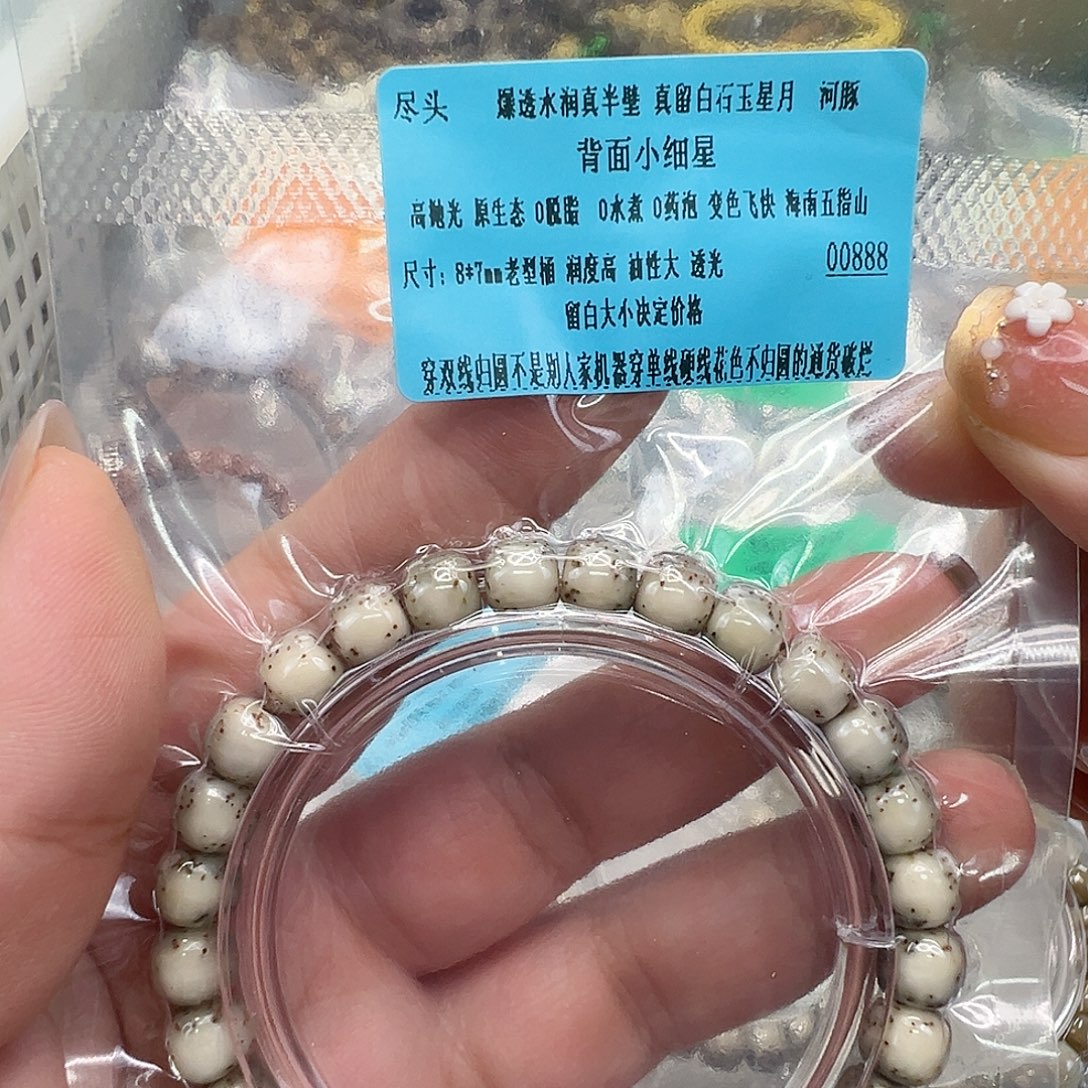 尽头 爆透水润真半壁 真留白石玉星月 河豚
背面小细星
高抛光 原生态 0脱脂 0水煮 0药泡 变色飞快 海南五指山
尺寸：8*7mm老型桶 润度高 油性大 透光 00888
留白大小决定价格
穿双线归圆不是别人家机器穿单线硬线花色不归圆的通货破烂